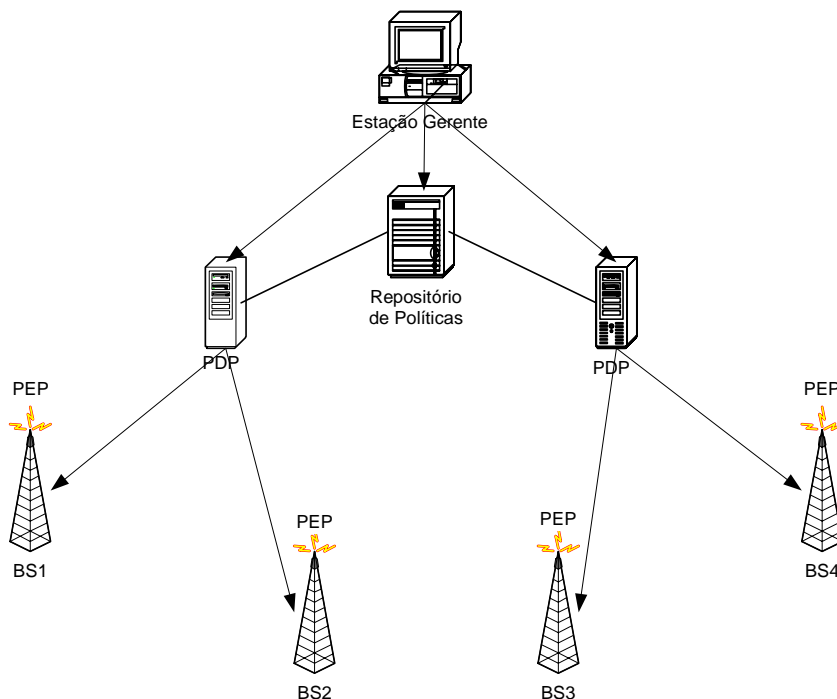 Estação Gerente
Repositório
de Políticas
PDP
PDP
PEP
PEP
PEP
PEP
BS1
BS4
BS2
BS3